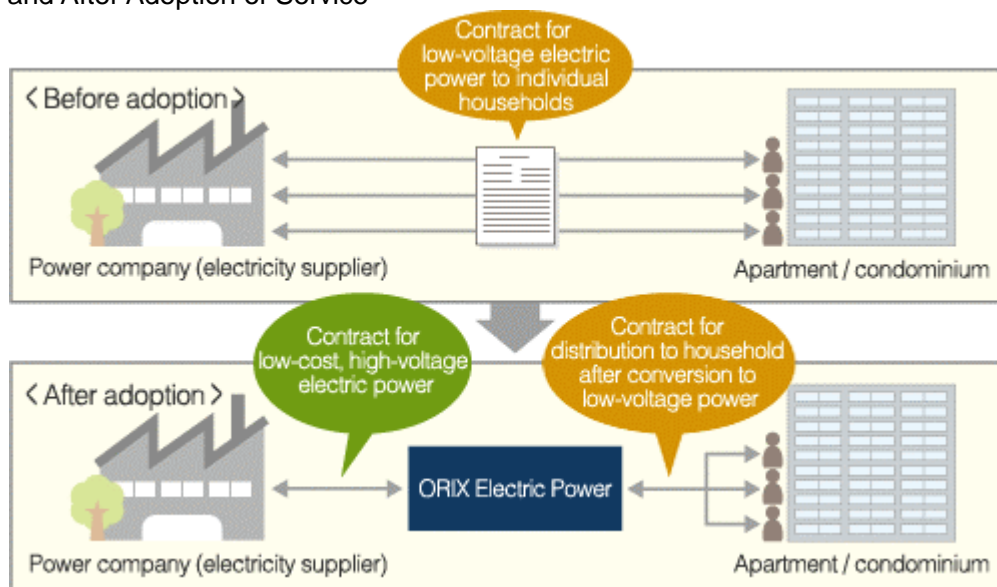 and After Adoption of Service
Contract for
low-voltage electric
power to individual
households
< Before adoption >
Power company (electricity supplier)
Apartment / condominium
Contract for
low-cost, high-voltage
electric power
Contract for
distribution to household
after conversion to
low-voltage power
< After adoption >
ORIX Electric Power
Power company (electricity supplier)
Apartment / condominium